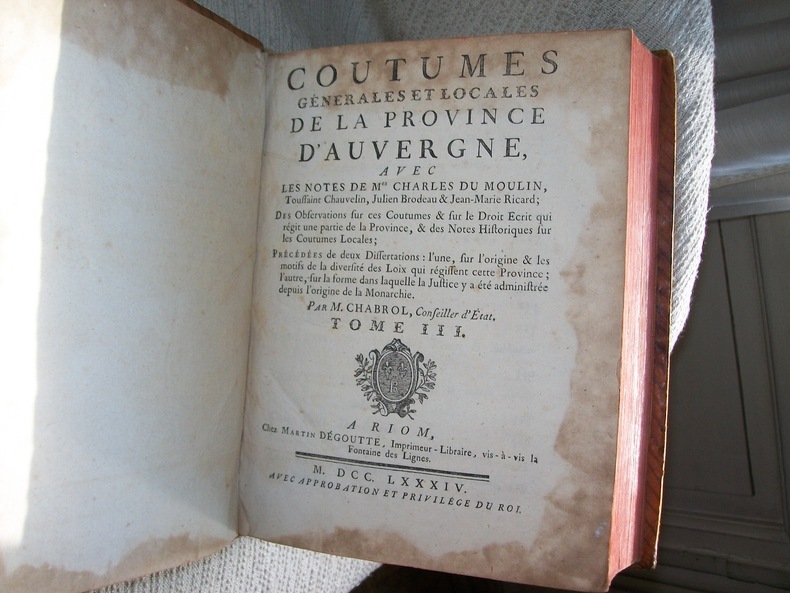 COUTUMES
GÉNERALES ET LOCALES
DE LA PROVINCE
D'AUVERGNE,
AVEC
LES NOTES DE Mes CHARLES DU MOULIN,
Touſſaint Chauvelin, Julien Brodeau & Jean-Marie Ricard;
DES Obſervations ſur ces Coutumes & ſur le Droit Ecrit qui
régit une partie de la Province, & des Notes Hiſtoriques ſur
les Coutumes Locales;
PRÉCÉDÉES de deux Diſſertations : l'une, ſur l'origine & les
motifs de la diverſité des Loix qui régiſſent cette Province;
l'autre, ſur la forme dans laquelle la Juſtice y a été adminiſtrée
depuis l'origine de la Monarchie.
PAR M. CHABROL, Conſeiller d'État.
TOME III.
A RIOM,
Chez MARTIN DÉGOUTTE, Imprimeur-Libraire, vis-à-vis la
Fontaine des Lignes.
M. DCC. LXXXIV.
AVEC APPROBATION ET PRIVILÉGE DU ROI.